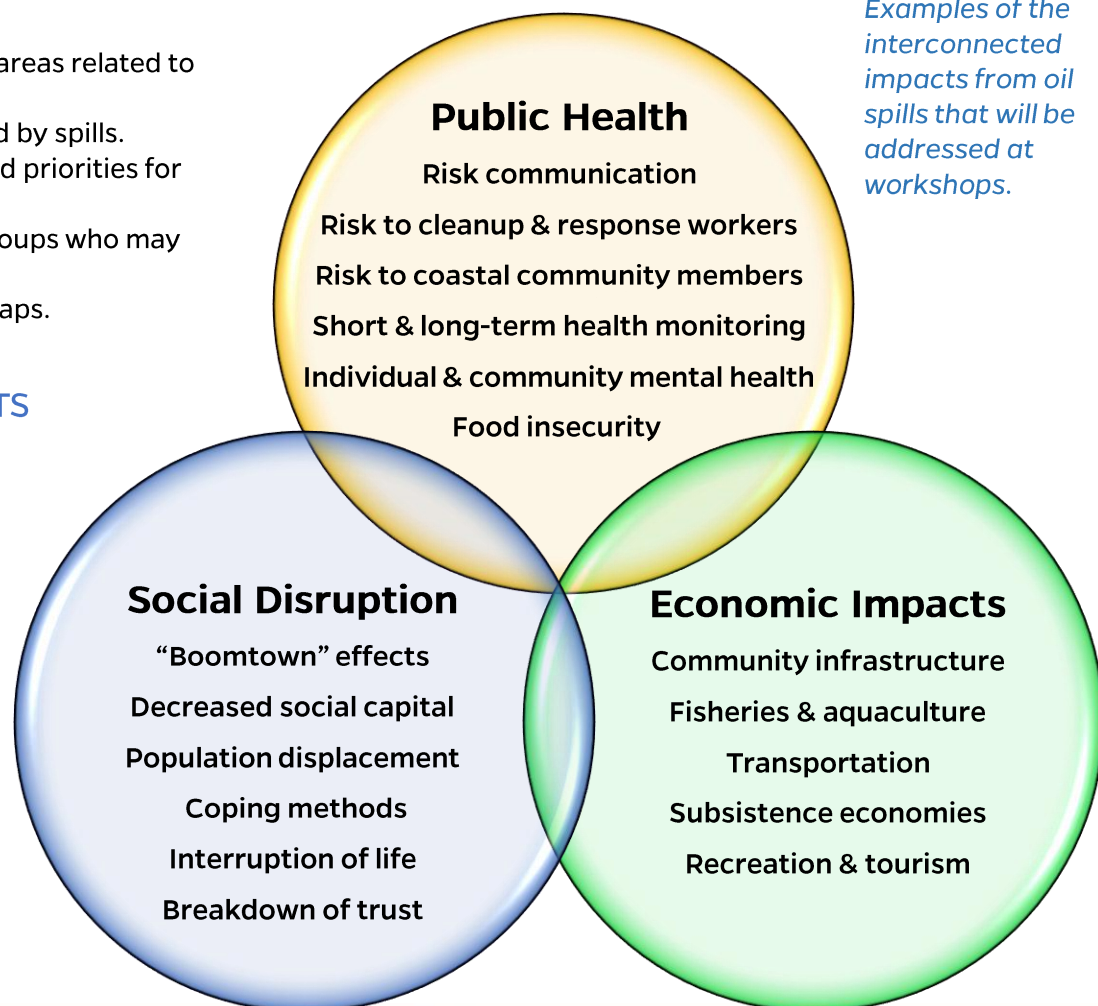 areas related to
d by spills.
d priorities for
oups who may
aps.
TS
Examples of the
interconnected
impacts from oil
spills that will be
addressed at
workshops.
Public Health
Risk communication
Risk to cleanup & response workers
Risk to coastal community members
Short & long-term health monitoring
Individual & community mental health
Food insecurity
Social Disruption
“Boomtown” effects
Decreased social capital
Population displacement
Coping methods
Interruption of life
Breakdown of trust
Economic Impacts
Community infrastructure
Fisheries & aquaculture
Transportation
Subsistence economies
Recreation & tourism